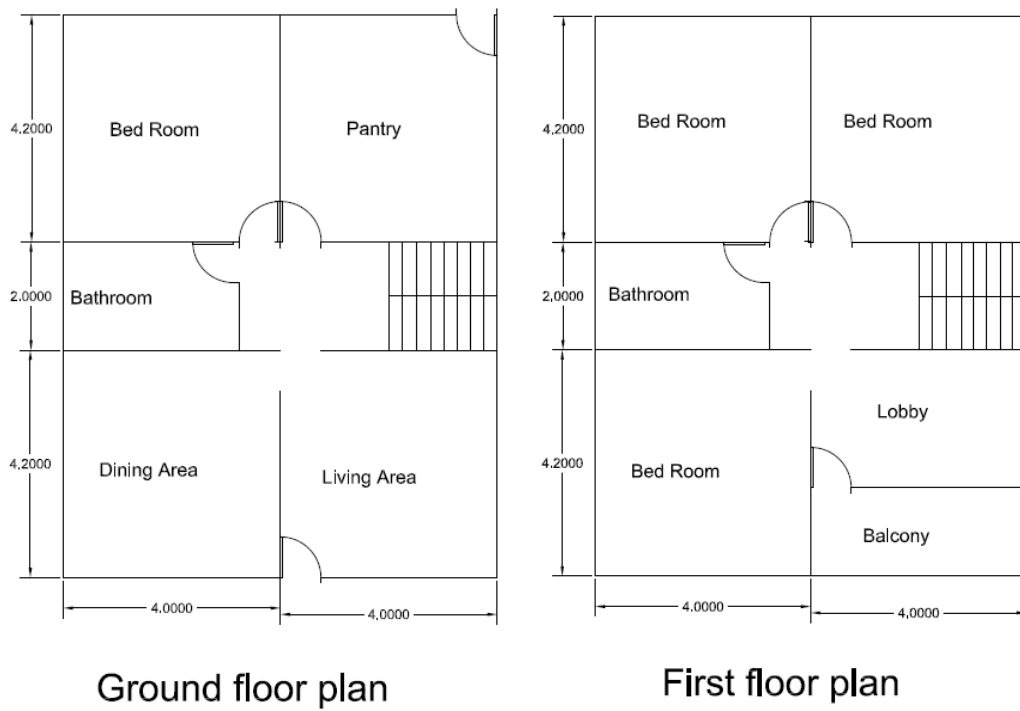 4.2000
Bed Room
Pantry
2.0000
Bathroom
4.2000
Dining Area
Living Area
4.0000
4.0000
Ground floor plan
4.2000
Bed Room
Bed Room
2.0000
Bathroom
Lobby
4.2000
Bed Room
Balcony
4.0000
4.0000
First floor plan